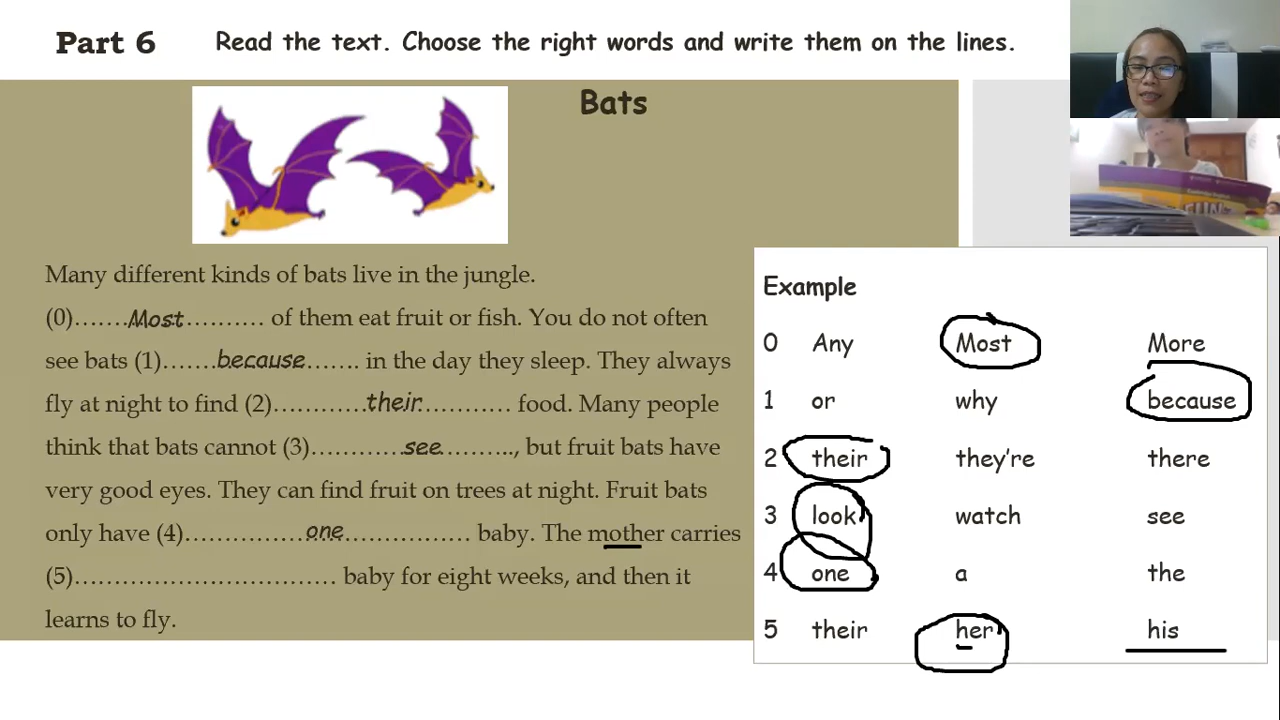 Part 6 Read the text. Choose the right words and write them on the lines.
Bats
Many different kinds of bats live in the jungle.
(0)……Most………… of them eat fruit or fish. You do not often
see bats (1)…….because……. in the day they sleep. They always
fly at night to find (2)…………their………… food. Many people
think that bats cannot (3)…………see……….., but fruit bats have
very good eyes. They can find fruit on trees at night. Fruit bats
only have (4)……………one……………… baby. The mother carries
(5)…………………………… baby for eight weeks, and then it
learns to fly.
Example
0 Any Most More
1 or why because
2 their they're there
3 look watch see
4 one a the
5 their her his
FUN